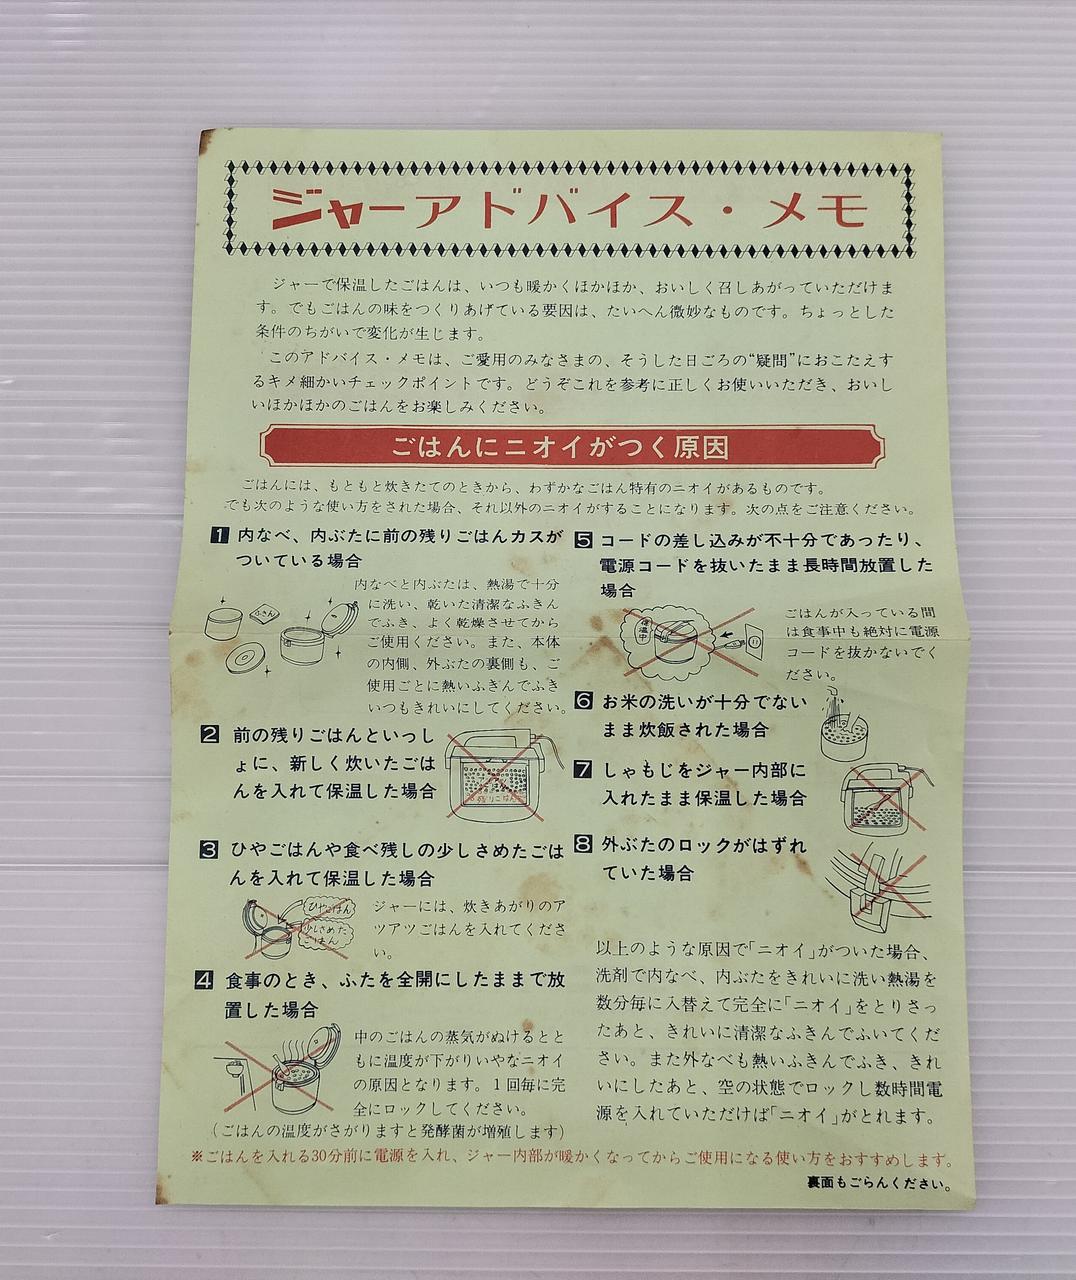 ジャーアドバイス・メモ
ジャーで保温したごはんは、いつも暖かくほかほか、おいしく召しあがっていただけま
す。でもごはんの味をつくりあげている要因は、たいへん微妙なものです。ちょっとした
条件のちがいで変化が生じます。
このアドバイス・メモは、ご愛用のみなさまの、そうした日ごろの“疑問”におこたえす
るキメ細かいチェックポイントです。どうぞこれを参考に正しくお使いいただき、おいし
いほかほかのごはんをお楽しみください。
ごはんにニオイがつく原因
ごはんには、もともと炊きたてのときから、わずかなごはん特有のニオイがあるものです。
でも次のような使い方をされた場合、それ以外のニオイがすることになります。次の点をご注意ください。
1 内なべ、内ぶたに前の残りごはんカスが
ついている場合
ふきん
内なべと内ぶたは、熱湯で十分
に洗い、乾いた清潔なふきん
でふき、よく乾燥させてから
ご使用ください。また、本体
の内側、外ぶたの裏側も、ご
使用ごとに熱いふきんでふき
いつもきれいにしてください。
2 前の残りごはんといっし
ょに、新しく炊いたごは
んを入れて保温した場合
残りごはん
3 ひやごはんや食べ残しの少しさめたごは
んを入れて保温した場合
ひやごはん
少しさめた
ごはん
ジャーには、炊きあがりのア
ツアツごはんを入れてくださ
い。
4 食事のとき、ふたを全開にしたままで放
置した場合
中のごはんの蒸気がぬけるとと
もに温度が下がりいやなニオイ
の原因となります。1回毎に完
全にロックしてください。
(ごはんの温度がさがりますと発酵菌が増殖します)
5 コードの差し込みが不十分であったり、
電源コードを抜いたまま長時間放置した
場合
保温中
ごはんが入っている間
は食事中も絶対に電源
コードを抜かないでく
ださい。
6 お米の洗いが十分でない
まま炊飯された場合
7 しゃもじをジャー内部に
入れたまま保温した場合
8 外ぶたのロックがはずれ
ていた場合
以上のような原因で「ニオイ」がついた場合、
洗剤で内なべ、内ぶたをきれいに洗い熱湯を
数分毎に入替えて完全に「ニオイ」をとりさっ
たあと、きれいに清潔なふきんでふいてくだ
さい。また外なべも熱いふきんでふき、きれ
いにしたあと、空の状態でロックし数時間電
源を入れていただけば「ニオイ」がとれます。
※ごはんを入れる30分前に電源を入れ、ジャー内部が暖かくなってからご使用になる使い方をおすすめします。
裏面もごらんください。